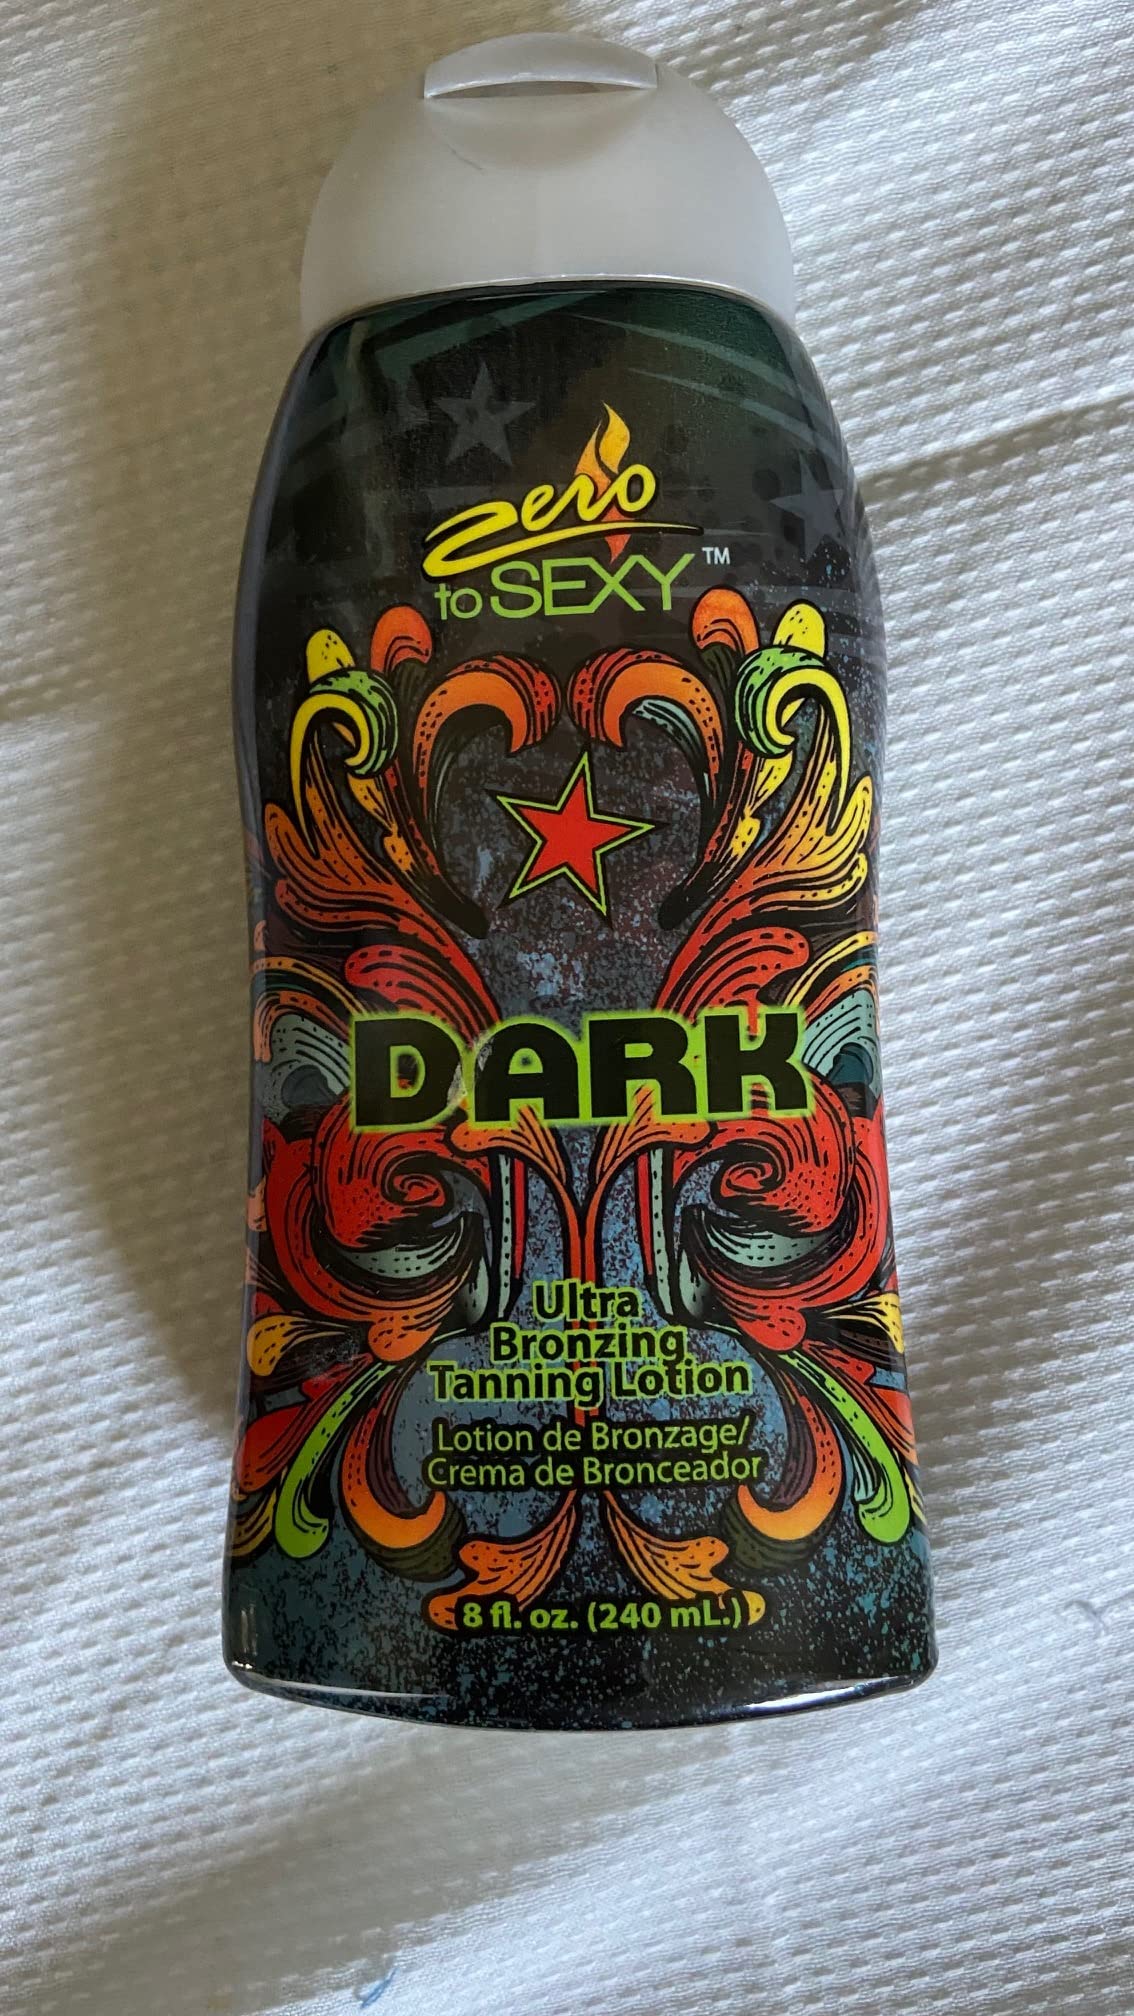 Zero
to SEXY™
DARK
Ultra
Bronzing
Tanning Lotion
Lotion de Bronzage/
Crema de Bronceador
8 fl. oz. (240 mL.)